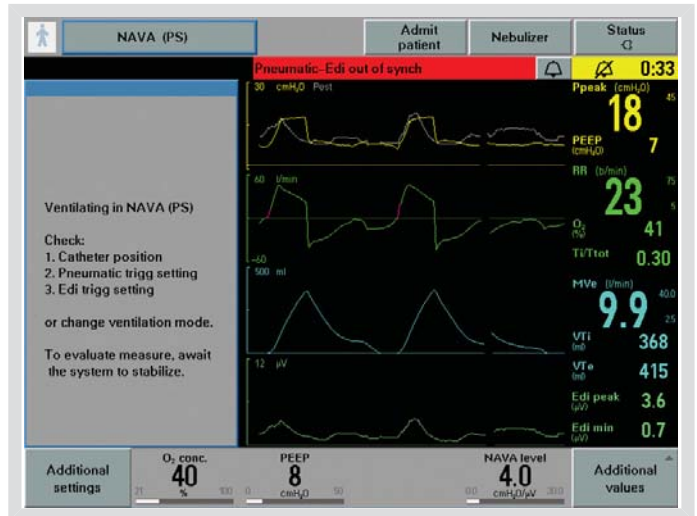 NAVA (PS)
Admit
patient
Nebulizer
Status
Pneumatic–Edi out of synch
0:33
30 cmH₂O Pest
Ppeak (cmH₂O)
45
18
PEEP
(cmH₂O)
7
60 l/min
-60
RR (b/min)
75
23
5
O₂
(%)
41
Ti/Ttot
0.30
Ventilating in NAVA (PS)
Check:
1. Catheter position
2. Pneumatic trigg setting
3. Edi trigg setting
or change ventilation mode.
To evaluate measure, await
the system to stabilize.
500 ml
MVe (l/min)
40.0
9.9
2.5
VTi
(ml)
368
12 µV
VTe
(ml)
415
Edi peak
(µV)
3.6
Edi min
(µV)
0.7
Additional
settings
O₂ conc.
40
21 % 100
PEEP
8
0 cmH₂O 50
NAVA level
4.0
0.0 cmH₂O/µV 20.0
Additional
values